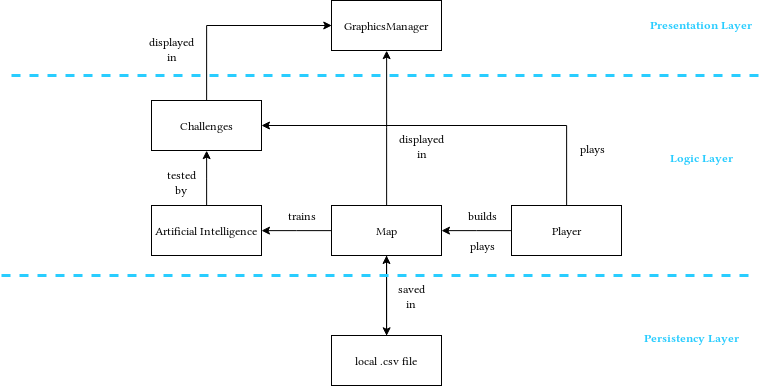 GraphicsManager
Presentation Layer
displayed
in
Challenges
displayed
in
plays
Logic Layer
tested
by
Artificial Intelligence
trains
Map
builds
plays
Player
saved
in
Persistency Layer
local .csv file